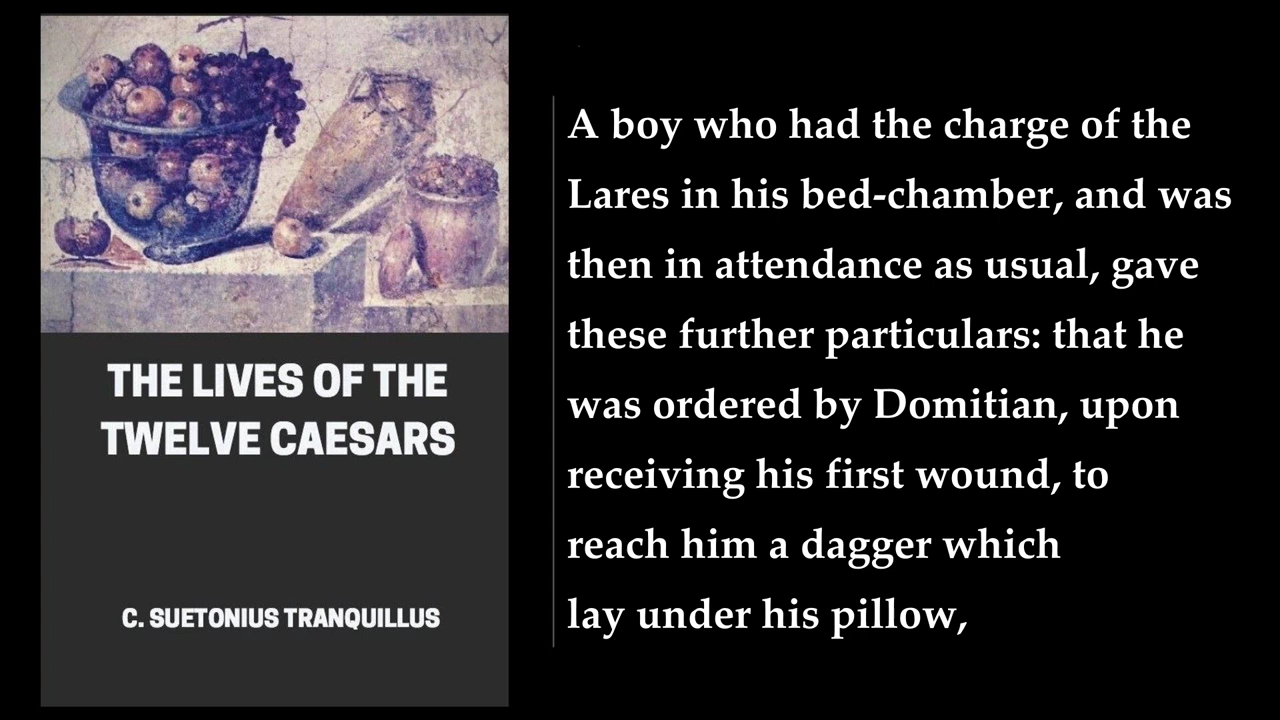 THE LIVES OF THE
TWELVE CAESARS
C. SUETONIUS TRANQUILLUS
A boy who had the charge of the
Lares in his bed-chamber, and was
then in attendance as usual, gave
these further particulars: that he
was ordered by Domitian, upon
receiving his first wound, to
reach him a dagger which
lay under his pillow,